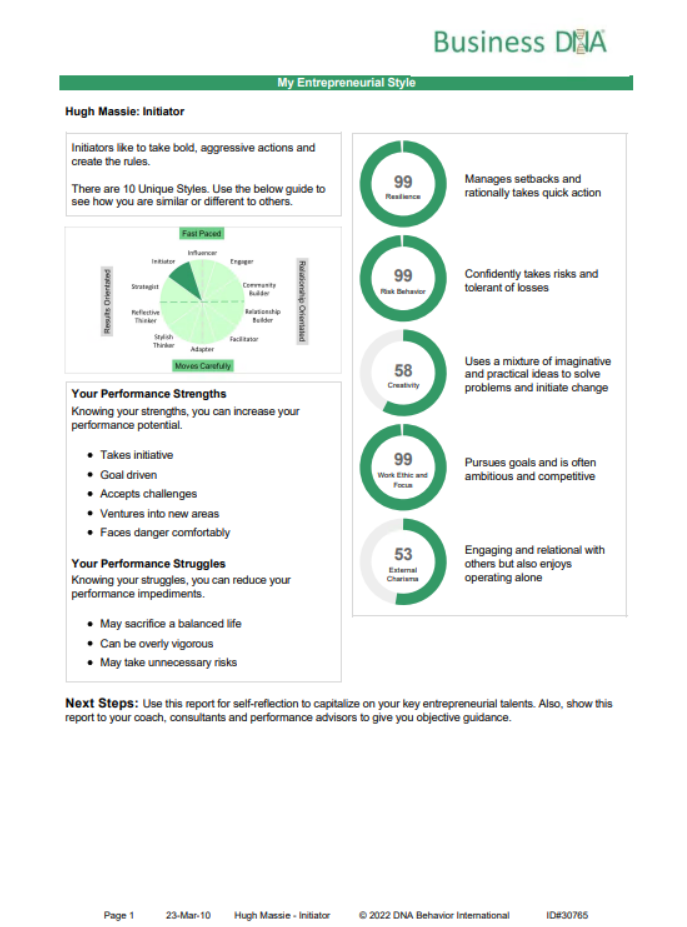 Business DNA
My Entrepreneurial Style
Hugh Massie: Initiator
Initiators like to take bold, aggressive actions and
create the rules.
There are 10 Unique Styles. Use the below guide to
see how you are similar or different to others.
Fast Paced
Influencer
Initiator
Engager
Strategist
Community
Builder
Results Orientated
Relationship Orientated
Reflective
Thinker
Relationship
Builder
Stylish
Thinker
Facilitator
Adapter
Moves Carefully
Your Performance Strengths
Knowing your strengths, you can increase your
performance potential.
● Takes initiative
● Goal driven
● Accepts challenges
● Ventures into new areas
● Faces danger comfortably
Your Performance Struggles
Knowing your struggles, you can reduce your
performance impediments.
● May sacrifice a balanced life
● Can be overly vigorous
● May take unnecessary risks
99
Resilience
Manages setbacks and
rationally takes quick action
99
Risk Behavior
Confidently takes risks and
tolerant of losses
58
Creativity
Uses a mixture of imaginative
and practical ideas to solve
problems and initiate change
99
Work Ethic and
Focus
Pursues goals and is often
ambitious and competitive
53
External
Charisma
Engaging and relational with
others but also enjoys
operating alone
Next Steps: Use this report for self-reflection to capitalize on your key entrepreneurial talents. Also, show this
report to your coach, consultants and performance advisors to give you objective guidance.
Page 1 23-Mar-10 Hugh Massie - Initiator © 2022 DNA Behavior International ID#30765